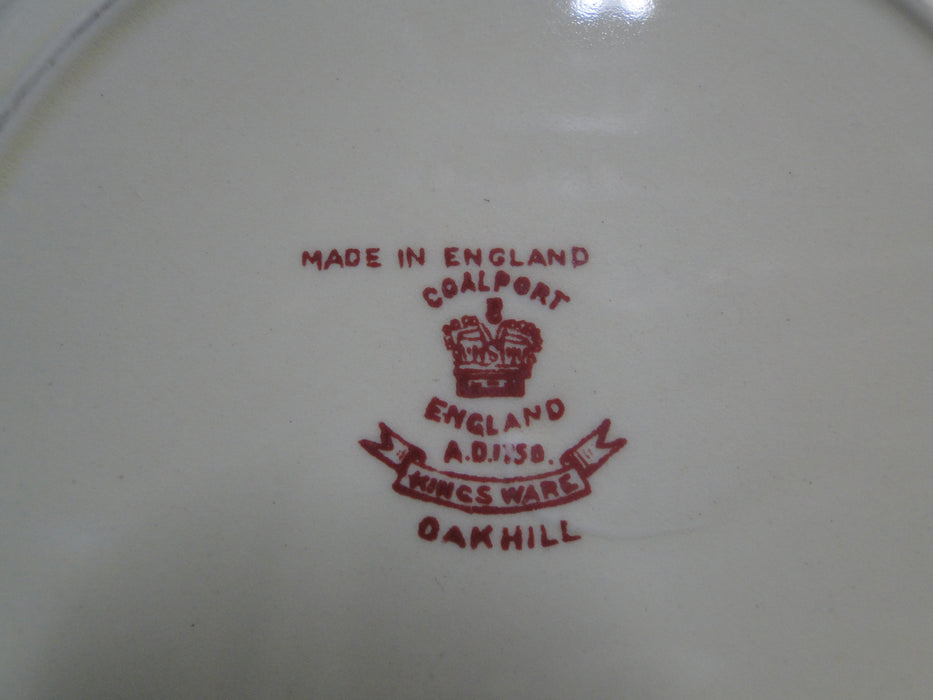 MADE IN ENGLAND
COALPORT
ENGLAND
A.D.1750.
KINGS WARE
OAKHILL